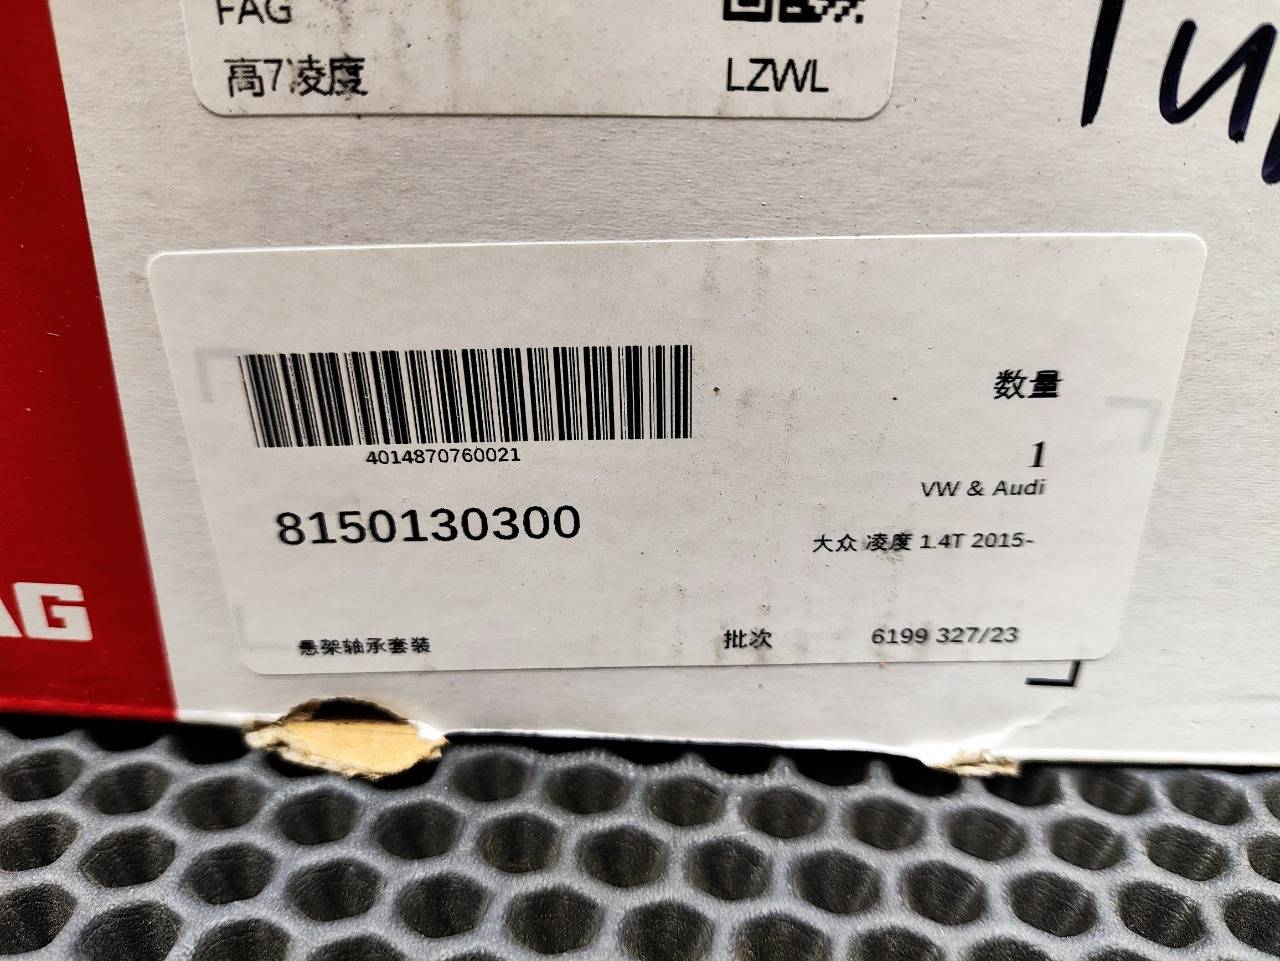 FAG
高7凌度
LZWL
Tu
4014870760021
8150130300
数量
1
VW & Audi
大众 凌度 1.4T 2015-
悬架轴承套装
批次
6199 327/23
AG